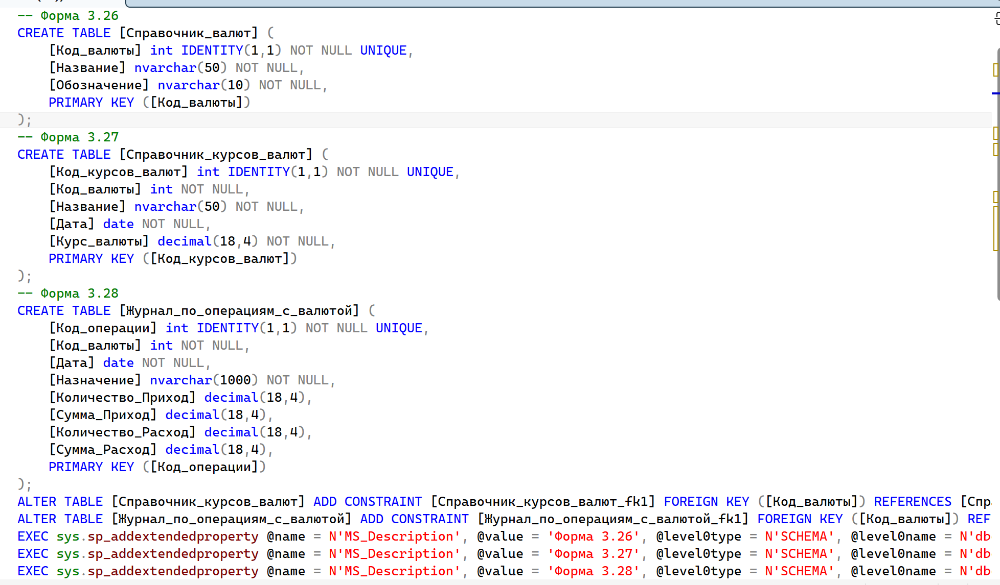 -- Форма 3.26
CREATE TABLE [Справочник_валют] (
    [Код_валюты] int IDENTITY(1,1) NOT NULL UNIQUE,
    [Название] nvarchar(50) NOT NULL,
    [Обозначение] nvarchar(10) NOT NULL,
    PRIMARY KEY ([Код_валюты])
);
-- Форма 3.27
CREATE TABLE [Справочник_курсов_валют] (
    [Код_курсов_валют] int IDENTITY(1,1) NOT NULL UNIQUE,
    [Код_валюты] int NOT NULL,
    [Название] nvarchar(50) NOT NULL,
    [Дата] date NOT NULL,
    [Курс_валюты] decimal(18,4) NOT NULL,
    PRIMARY KEY ([Код_курсов_валют])
);
-- Форма 3.28
CREATE TABLE [Журнал_по_операциям_с_валютой] (
    [Код_операции] int IDENTITY(1,1) NOT NULL UNIQUE,
    [Код_валюты] int NOT NULL,
    [Дата] date NOT NULL,
    [Назначение] nvarchar(1000) NOT NULL,
    [Количество_Приход] decimal(18,4),
    [Сумма_Приход] decimal(18,4),
    [Количество_Расход] decimal(18,4),
    [Сумма_Расход] decimal(18,4),
    PRIMARY KEY ([Код_операции])
);
ALTER TABLE [Справочник_курсов_валют] ADD CONSTRAINT [Справочник_курсов_валют_fk1] FOREIGN KEY ([Код_валюты]) REFERENCES [Спр
ALTER TABLE [Журнал_по_операциям_с_валютой] ADD CONSTRAINT [Журнал_по_операциям_с_валютой_fk1] FOREIGN KEY ([Код_валюты]) REF
EXEC sys.sp_addextendedproperty @name = N'MS_Description', @value = 'Форма 3.26', @level0type = N'SCHEMA', @level0name = N'db
EXEC sys.sp_addextendedproperty @name = N'MS_Description', @value = 'Форма 3.27', @level0type = N'SCHEMA', @level0name = N'db
EXEC sys.sp_addextendedproperty @name = N'MS_Description', @value = 'Форма 3.28', @level0type = N'SCHEMA', @level0name = N'db